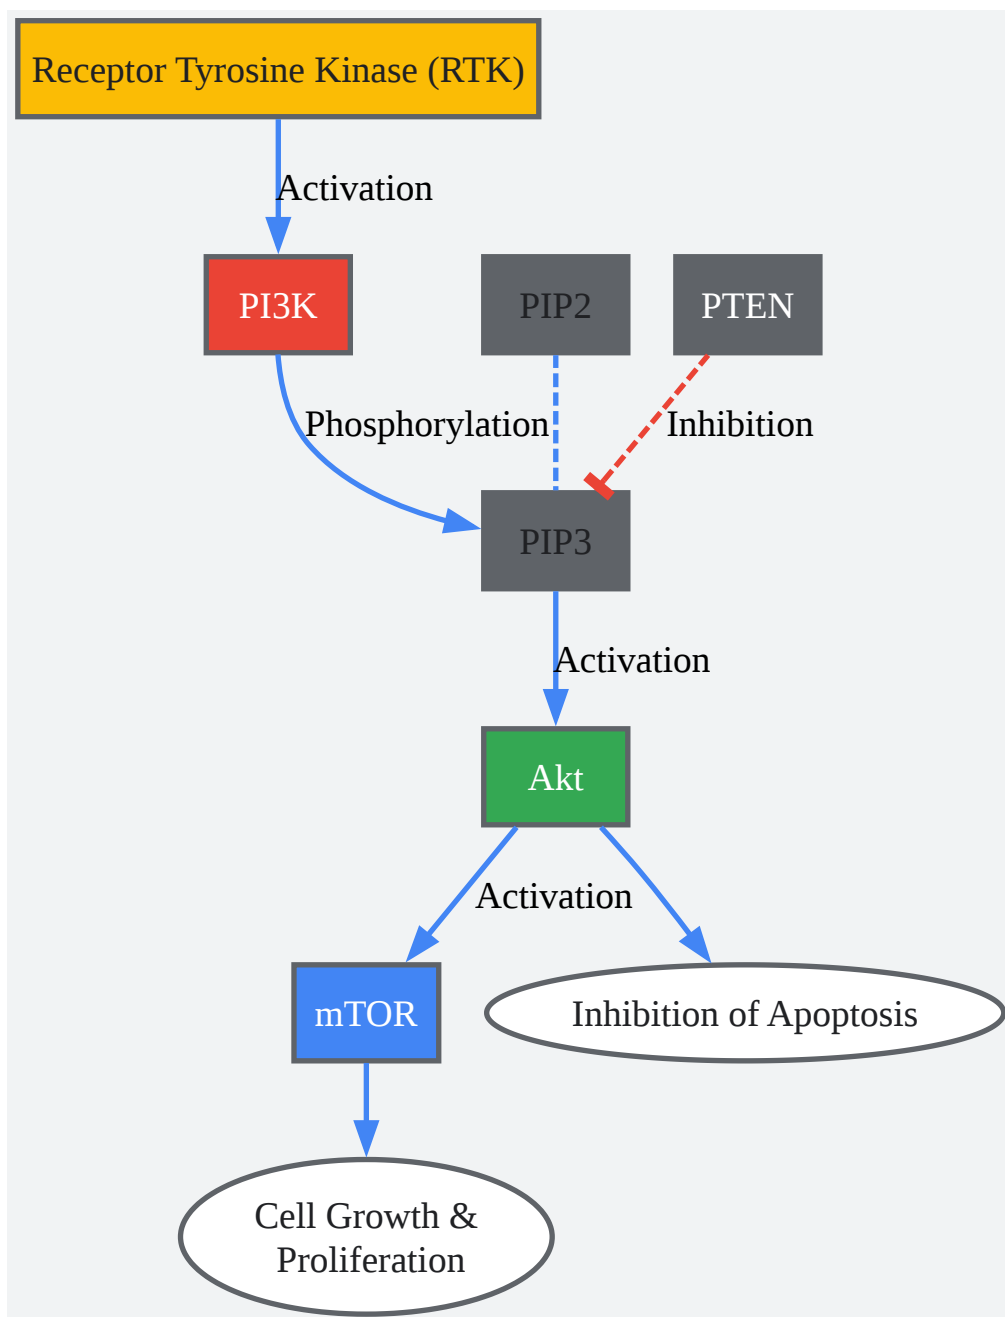 Receptor Tyrosine Kinase (RTK)
Activation
PI3K
PIP2
PTEN
Phosphorylation
Inhibition
PIP3
Activation
Akt
Activation
mTOR
Inhibition of Apoptosis
Cell Growth &
Proliferation